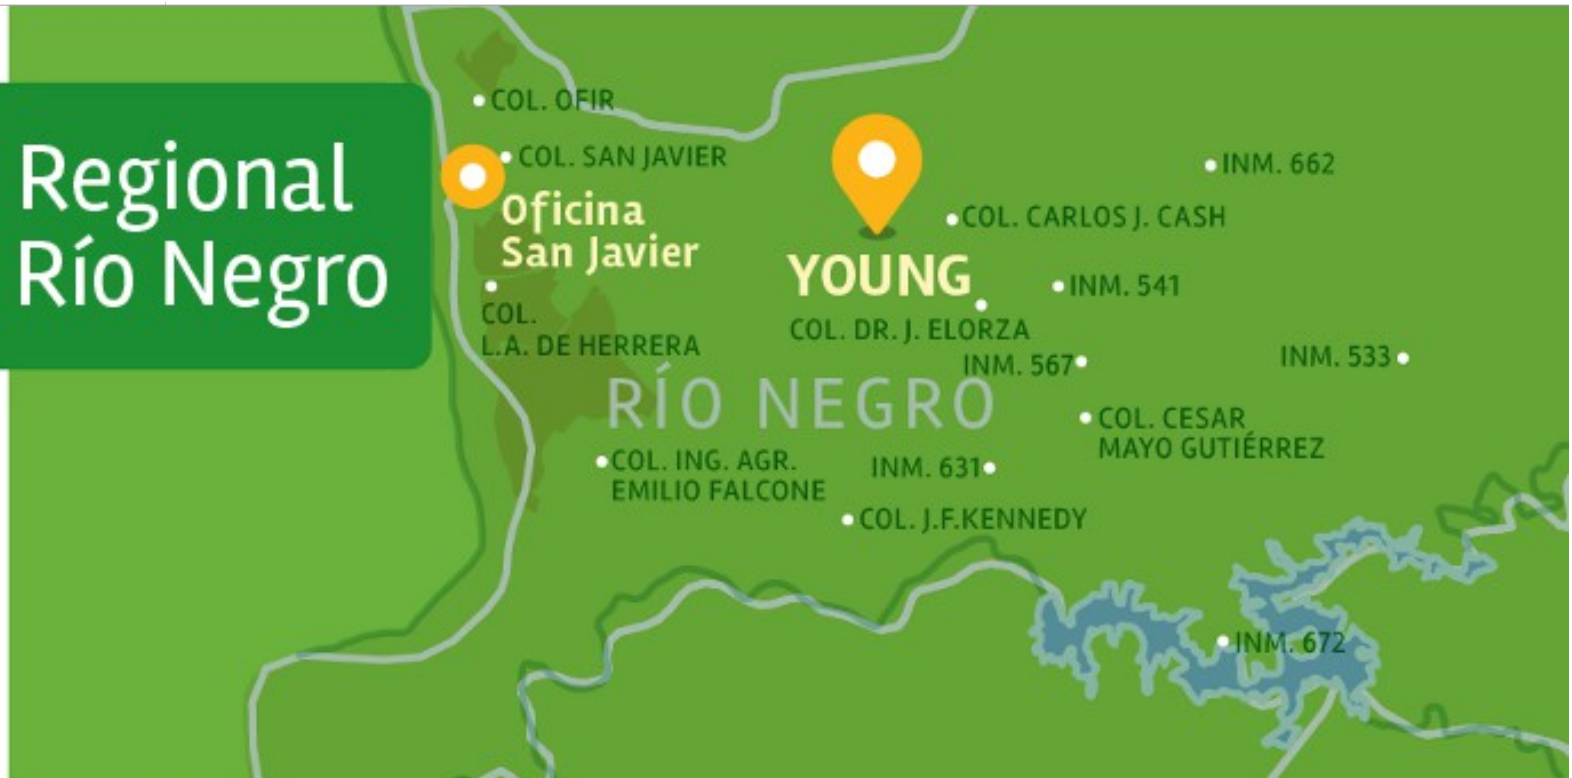 Regional
Río Negro
COL. OFIR
COL. SAN JAVIER
Oficina
San Javier
COL.
L.A. DE HERRERA
YOUNG
COL. DR. J. ELORZA
COL. CARLOS J. CASH
INM. 662
INM. 541
INM. 567
INM. 533
RÍO NEGRO
COL. CESAR
MAYO GUTIÉRREZ
COL. ING. AGR.
EMILIO FALCONE
INM. 631
COL. J.F.KENNEDY
INM. 672